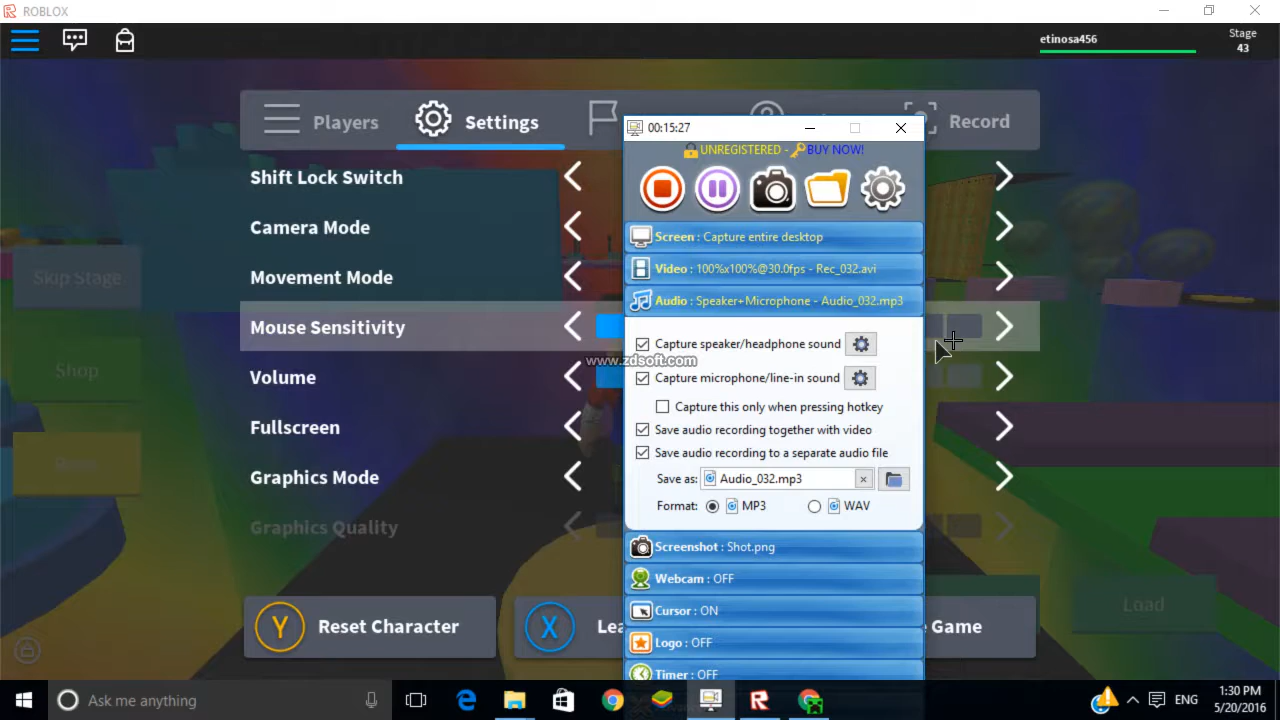 ROBLOX
etinosa456
Stage
43
Players
Settings
Record
00:15:27
UNREGISTERED - BUY NOW!
Screen : Capture entire desktop
Video : 100%x100%@30.0fps - Rec_032.avi
Audio : Speaker+Microphone - Audio_032.mp3
Capture speaker/headphone sound
www.zdsoft.com
Capture microphone/line-in sound
Capture this only when pressing hotkey
Save audio recording together with video
Save audio recording to a separate audio file
Save as: Audio_032.mp3
Format: MP3 WAV
Screenshot : Shot.png
Webcam : OFF
Cursor : ON
Logo : OFF
Timer : OFF
Shift Lock Switch
Camera Mode
Movement Mode
Mouse Sensitivity
Volume
Fullscreen
Graphics Mode
Graphics Quality
Skip Stage
Shop
Load
Y Reset Character
X Lea
Game
Ask me anything
ENG
1:30 PM
5/20/2016